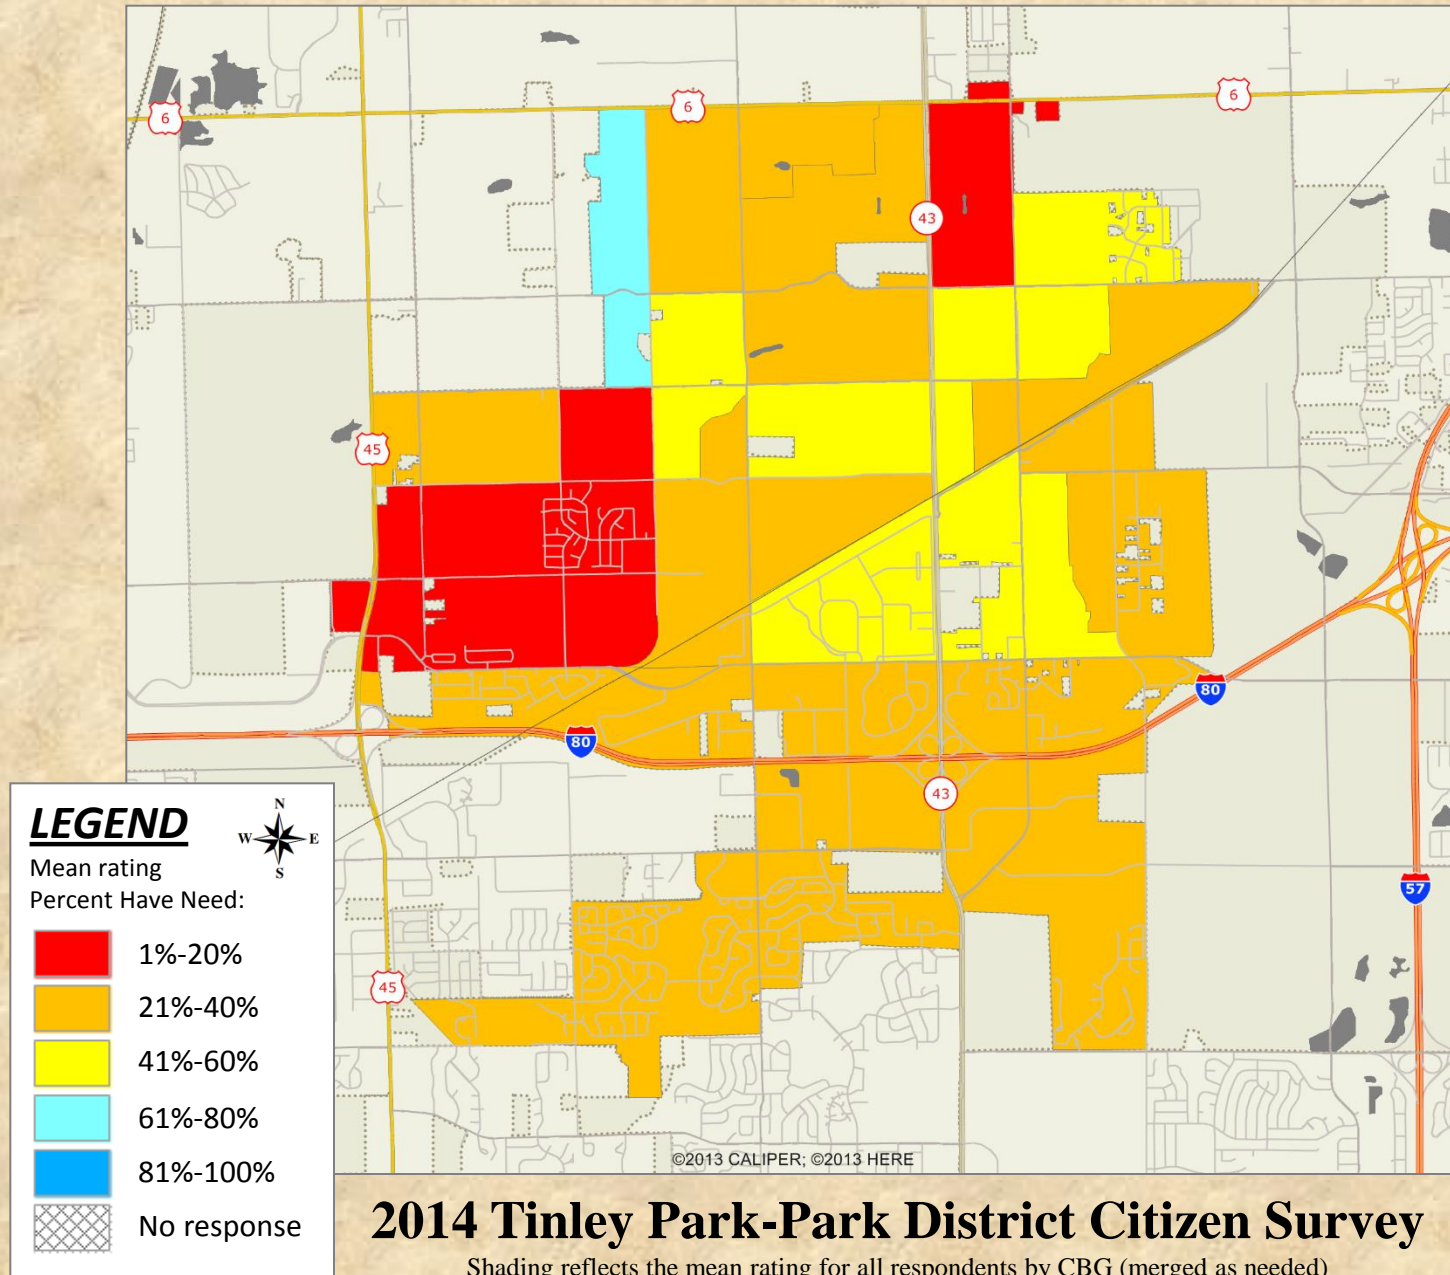 6
6
6
43
45
80
80
43
57
45
LEGEND
N
W E
S
Mean rating
Percent Have Need:
1%-20%
21%-40%
41%-60%
61%-80%
81%-100%
No response
©2013 CALIPER; ©2013 HERE
2014 Tinley Park-Park District Citizen Survey
Shading reflects the mean rating for all respondents by CBG (merged as needed)